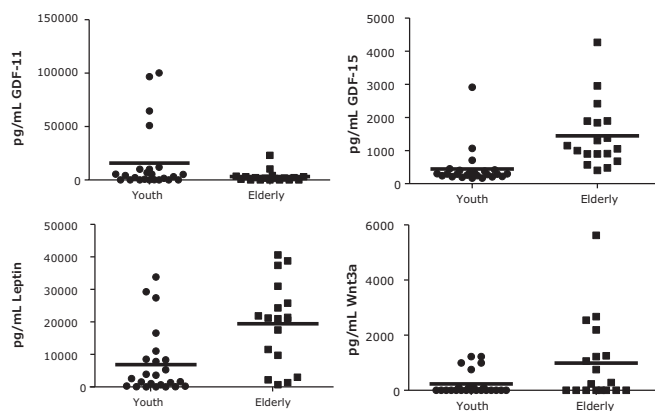 pg/mL GDF-11
150000
100000
50000
0
Youth
Elderly
pg/mL GDF-15
5000
4000
3000
2000
1000
0
Youth
Elderly
pg/mL Leptin
50000
40000
30000
20000
10000
0
Youth
Elderly
pg/mL Wnt3a
6000
4000
2000
0
Youth
Elderly